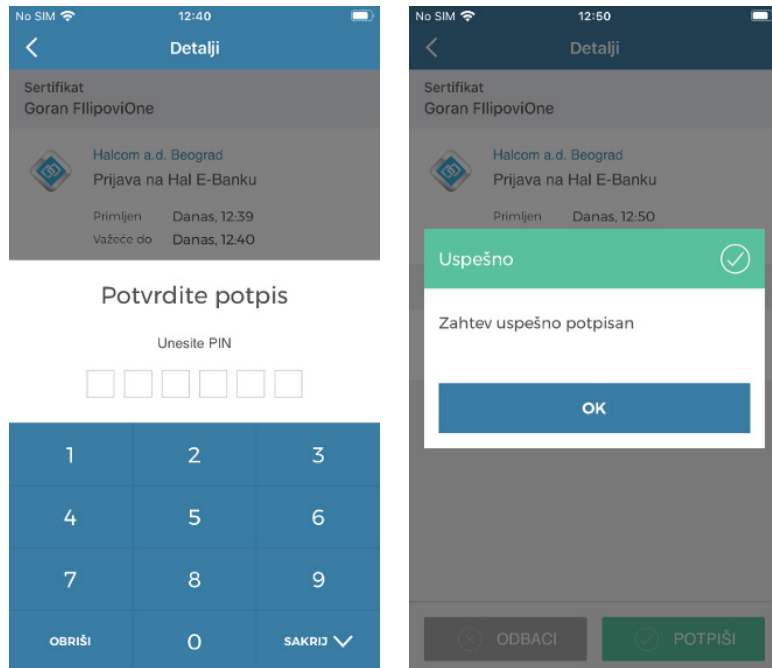 No SIM 12:40
Detalji
Sertifikat
Goran FIlipoviOne
Halcom a.d. Beograd
Prijava na Hal E-Banku
Primljen Danas, 12:39
Važeće do Danas, 12:40
Potvrdite potpis
Unesite PIN
1 2 3
4 5 6
7 8 9
OBRIŠI 0 SAKRIJ
No SIM 12:50
Detalji
Sertifikat
Goran FIlipoviOne
Halcom a.d. Beograd
Prijava na Hal E-Banku
Primljen Danas, 12:50
Uspešno
Zahtev uspešno potpisan
OK
ODBACI POTPIŠI